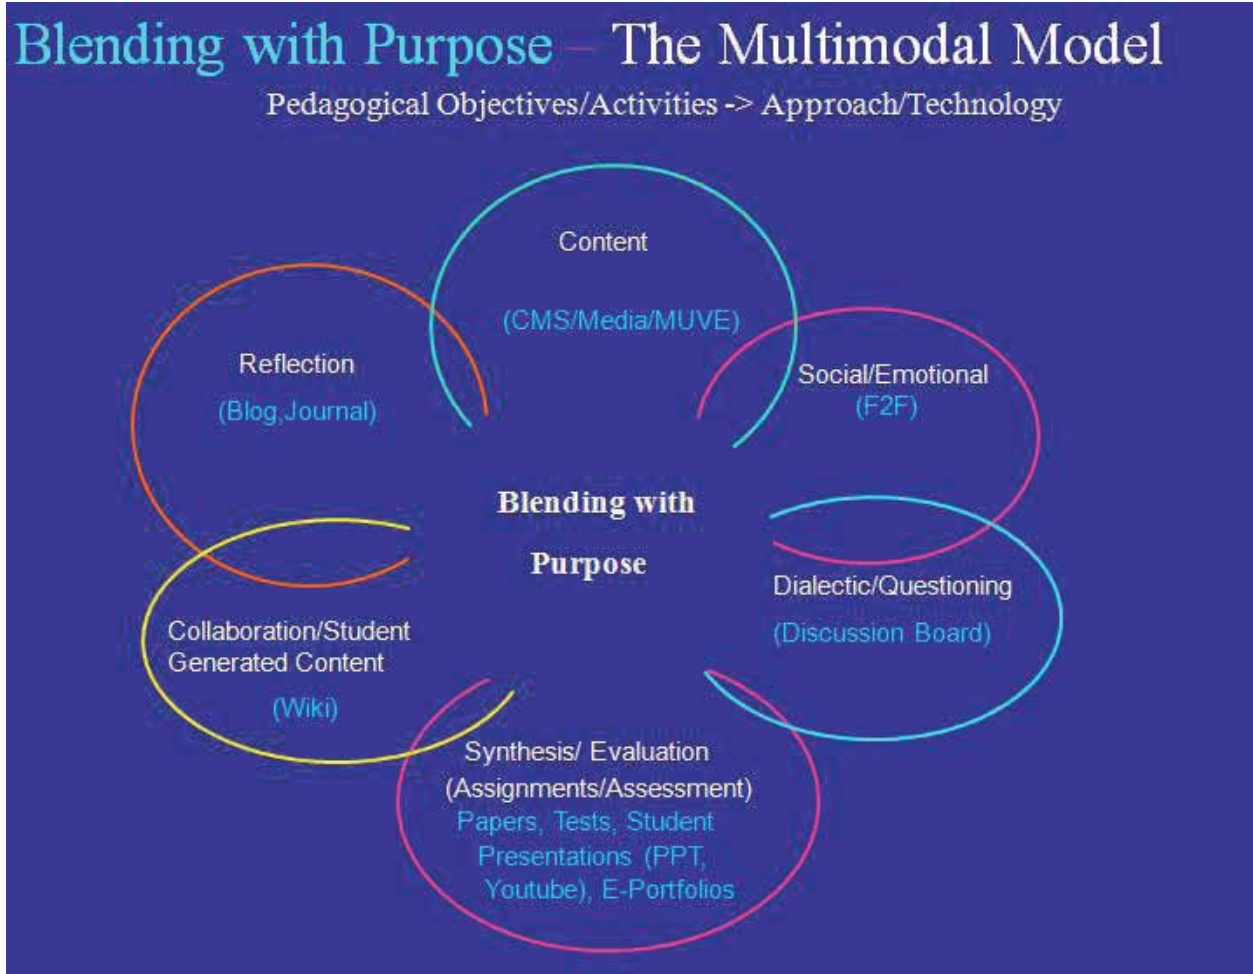 Blending with Purpose – The Multimodal Model
Pedagogical Objectives/Activities -> Approach/Technology
Content
(CMS/Media/MUVE)
Reflection
(Blog,Journal)
Social/Emotional
(F2F)
Blending with
Purpose
Dialectic/Questioning
(Discussion Board)
Collaboration/Student
Generated Content
(Wiki)
Synthesis/ Evaluation
(Assignments/Assessment)
Papers, Tests, Student
Presentations (PPT,
Youtube), E-Portfolios